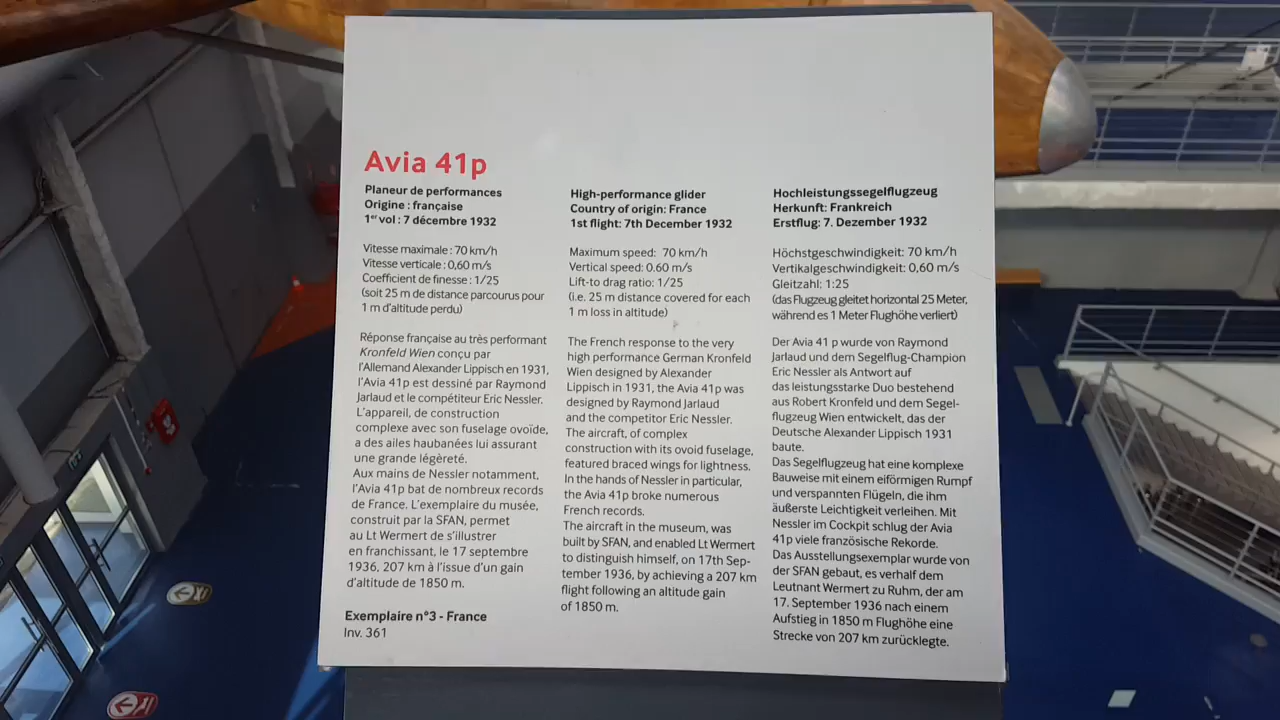 Avia 41p
Planeur de performances
Origine : française
1er vol : 7 décembre 1932
Vitesse maximale : 70 km/h
Vitesse verticale : 0,60 m/s
Coefficient de finesse : 1/25
(soit 25 m de distance parcourus pour
1 m d'altitude perdu)
Réponse française au très performant
Kronfeld Wien conçu par
l'Allemand Alexander Lippisch en 1931,
l'Avia 41p est dessiné par Raymond
Jarlaud et le compétiteur Eric Nessler.
L'appareil, de construction
complexe avec son fuselage ovoïde,
a des ailes haubanées lui assurant
une grande légèreté.
Aux mains de Nessler notamment,
l'Avia 41p bat de nombreux records
de France. L'exemplaire du musée,
construit par la SFAN, permet
au Lt Wermert de s'illustrer
en franchissant, le 17 septembre
1936, 207 km à l'issue d'un gain
d'altitude de 1850 m.
Exemplaire n°3 - France
Inv. 361
High-performance glider
Country of origin: France
1st flight: 7th December 1932
Maximum speed: 70 km/h
Vertical speed: 0.60 m/s
Lift-to drag ratio: 1/25
(i.e. 25 m distance covered for each
1 m loss in altitude)
The French response to the very
high performance German Kronfeld
Wien designed by Alexander
Lippisch in 1931, the Avia 41p was
designed by Raymond Jarlaud
and the competitor Eric Nessler.
The aircraft, of complex
construction with its ovoid fuselage,
featured braced wings for lightness.
In the hands of Nessler in particular,
the Avia 41p broke numerous
French records.
The aircraft in the museum, was
built by SFAN, and enabled Lt Wermert
to distinguish himself, on 17th Sep-
tember 1936, by achieving a 207 km
flight following an altitude gain
of 1850 m.
Hochleistungssegelflugzeug
Herkunft: Frankreich
Erstflug: 7. Dezember 1932
Höchstgeschwindigkeit: 70 km/h
Vertikalgeschwindigkeit: 0,60 m/s
Gleitzahl: 1:25
(das Flugzeug gleitet horizontal 25 Meter,
während es 1 Meter Flughöhe verliert)
Der Avia 41 p wurde von Raymond
Jarlaud und dem Segelflug-Champion
Eric Nessler als Antwort auf
das leistungsstarke Duo bestehend
aus Robert Kronfeld und dem Segel-
flugzeug Wien entwickelt, das der
Deutsche Alexander Lippisch 1931
baute.
Das Segelflugzeug hat eine komplexe
Bauweise mit einem eiförmigen Rumpf
und verspannten Flügeln, die ihm
äußerste Leichtigkeit verleihen. Mit
Nessler im Cockpit schlug der Avia
41p viele französische Rekorde.
Das Ausstellungsexemplar wurde von
der SFAN gebaut, es verhalf dem
Leutnant Wermert zu Ruhm, der am
17. September 1936 nach einem
Aufstieg in 1850 m Flughöhe eine
Strecke von 207 km zurücklegte.